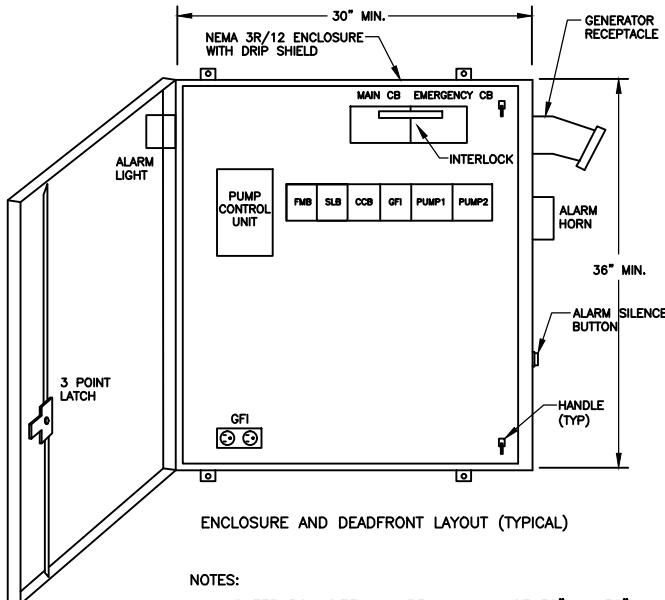 30" MIN.
GENERATOR
RECEPTACLE
NEMA 3R/12 ENCLOSURE
WITH DRIP SHIELD
MAIN CB EMERGENCY CB
INTERLOCK
ALARM
LIGHT
PUMP
CONTROL
UNIT
FMB SLB CCB GFI PUMP1 PUMP2
ALARM
HORN
36" MIN.
ALARM SILENCE
BUTTON
3 POINT
LATCH
HANDLE
(TYP)
GFI
ENCLOSURE AND DEADFRONT LAYOUT (TYPICAL)
NOTES: